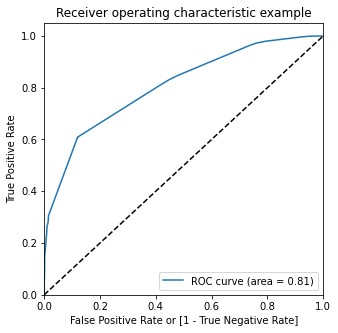 Receiver operating characteristic example
1.0
0.8
0.6
0.4
0.2
0.0
True Positive Rate
ROC curve (area = 0.81)
0.0 0.2 0.4 0.6 0.8 1.0
False Positive Rate or [1 - True Negative Rate]